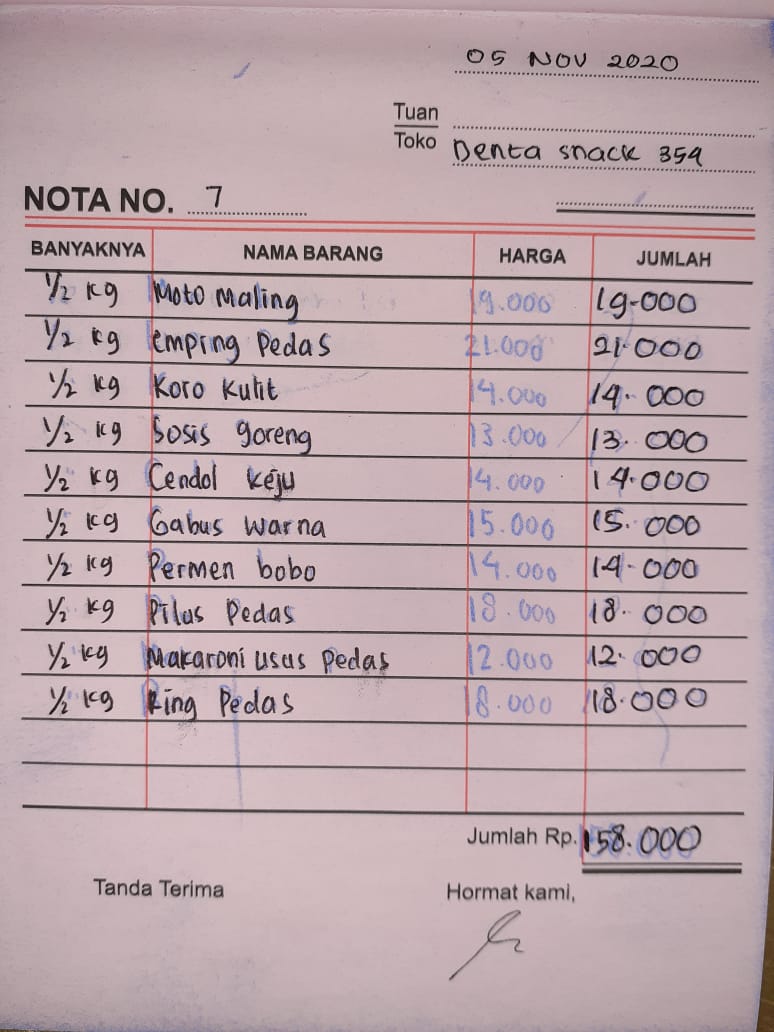 05 NOV 2020
Tuan
Toko Denta snack 354
NOTA NO. 7
BANYAKNYA NAMA BARANG HARGA JUMLAH
1/2 kg Moto Maling 19.000 19-000
1/2 kg emping Pedas 21.000 21.000
1/2 kg Koro Kulit 14.000 14.000
1/2 kg Sosis goreng 13.000 13.000
1/2 kg Cendol keju 14.000 14.000
1/2 kg Gabus warna 15.000 15.000
1/2 kg Permen bobo 14.000 14.000
1/2 kg Pilus Pedas 18.000 18.000
1/2 kg Makaroni usus Pedas 12.000 12.000
1/2 kg Ring Pedas 18.000 18.000
Jumlah Rp. 158.000
Tanda Terima Hormat kami,